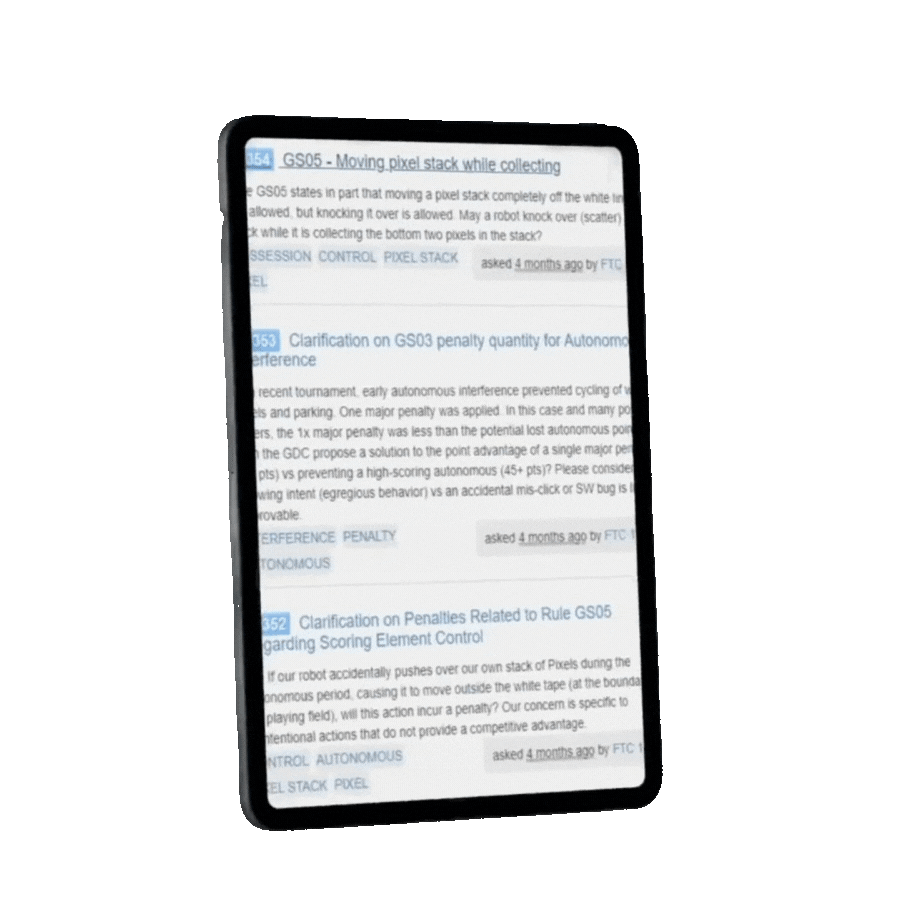 354 GS05 - Moving pixel stack while collecting
GS05 states in part that moving a pixel stack completely off the white
allowed, but knocking it over is allowed. May a robot knock over (scatter)
while it is collecting the bottom two pixels in the stack?
SSESSION CONTROL PIXEL STACK
asked 4 months ago by FTC
EL
353 Clarification on GS03 penalty quantity for Autonomo
erference
recent tournament, early autonomous interference prevented cycling of
els and parking. One major penalty was applied. In this case and many po
ers, the 1x major penalty was less than the potential lost autonomous poin
the GDC propose a solution to the point advantage of a single major pen
pts) vs preventing a high-scoring autonomous (45+ pts)? Please consider
wing intent (egregious behavior) vs an accidental mis-click or SW bug is
rovable.
ERFERENCE PENALTY
asked 4 months ago by FTC 1
TONOMOUS
352 Clarification on Penalties Related to Rule GS05
garding Scoring Element Control
If our robot accidentally pushes over our own stack of Pixels during the
onomous period, causing it to move outside the white tape (at the bounda
playing field), will this action incur a penalty? Our concern is specific to
ntentional actions that do not provide a competitive advantage.
NTROL AUTONOMOUS
asked 4 months ago by FTC 1
EL STACK PIXEL